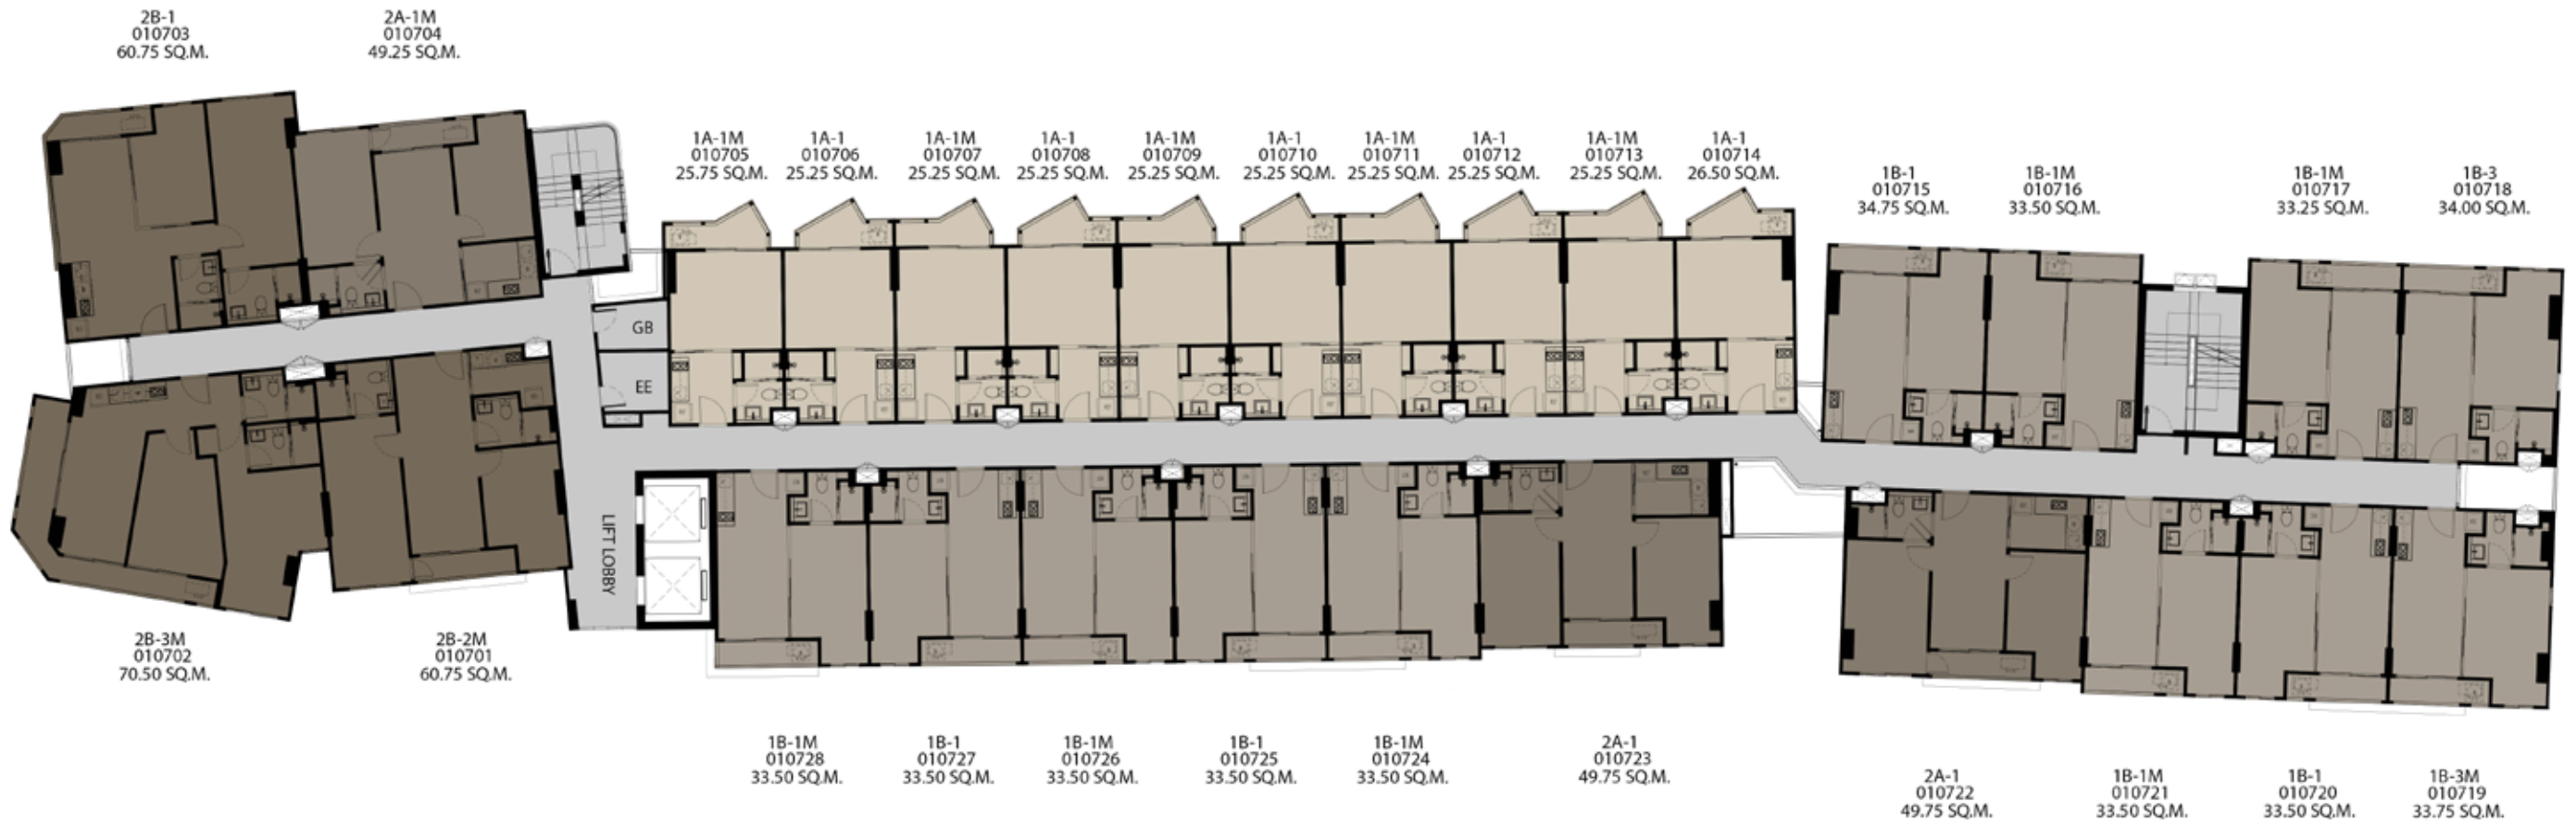 2B-1
010703
60.75 SQ.M.
2A-1M
010704
49.25 SQ.M.
1A-1M
010705
25.75 SQ.M.
1A-1
010706
25.25 SQ.M.
1A-1M
010707
25.25 SQ.M.
1A-1
010708
25.25 SQ.M.
1A-1M
010709
25.25 SQ.M.
1A-1
010710
25.25 SQ.M.
1A-1M
010711
25.25 SQ.M.
1A-1
010712
25.25 SQ.M.
1A-1M
010713
25.25 SQ.M.
1A-1
010714
26.50 SQ.M.
1B-1
010715
34.75 SQ.M.
1B-1M
010716
33.50 SQ.M.
1B-1M
010717
33.25 SQ.M.
1B-3
010718
34.00 SQ.M.
GB
EE
LIFT LOBBY
2B-3M
010702
70.50 SQ.M.
2B-2M
010701
60.75 SQ.M.
1B-1M
010728
33.50 SQ.M.
1B-1
010727
33.50 SQ.M.
1B-1M
010726
33.50 SQ.M.
1B-1
010725
33.50 SQ.M.
1B-1M
010724
33.50 SQ.M.
2A-1
010723
49.75 SQ.M.
2A-1
010722
49.75 SQ.M.
1B-1M
010721
33.50 SQ.M.
1B-1
010720
33.50 SQ.M.
1B-3M
010719
33.75 SQ.M.